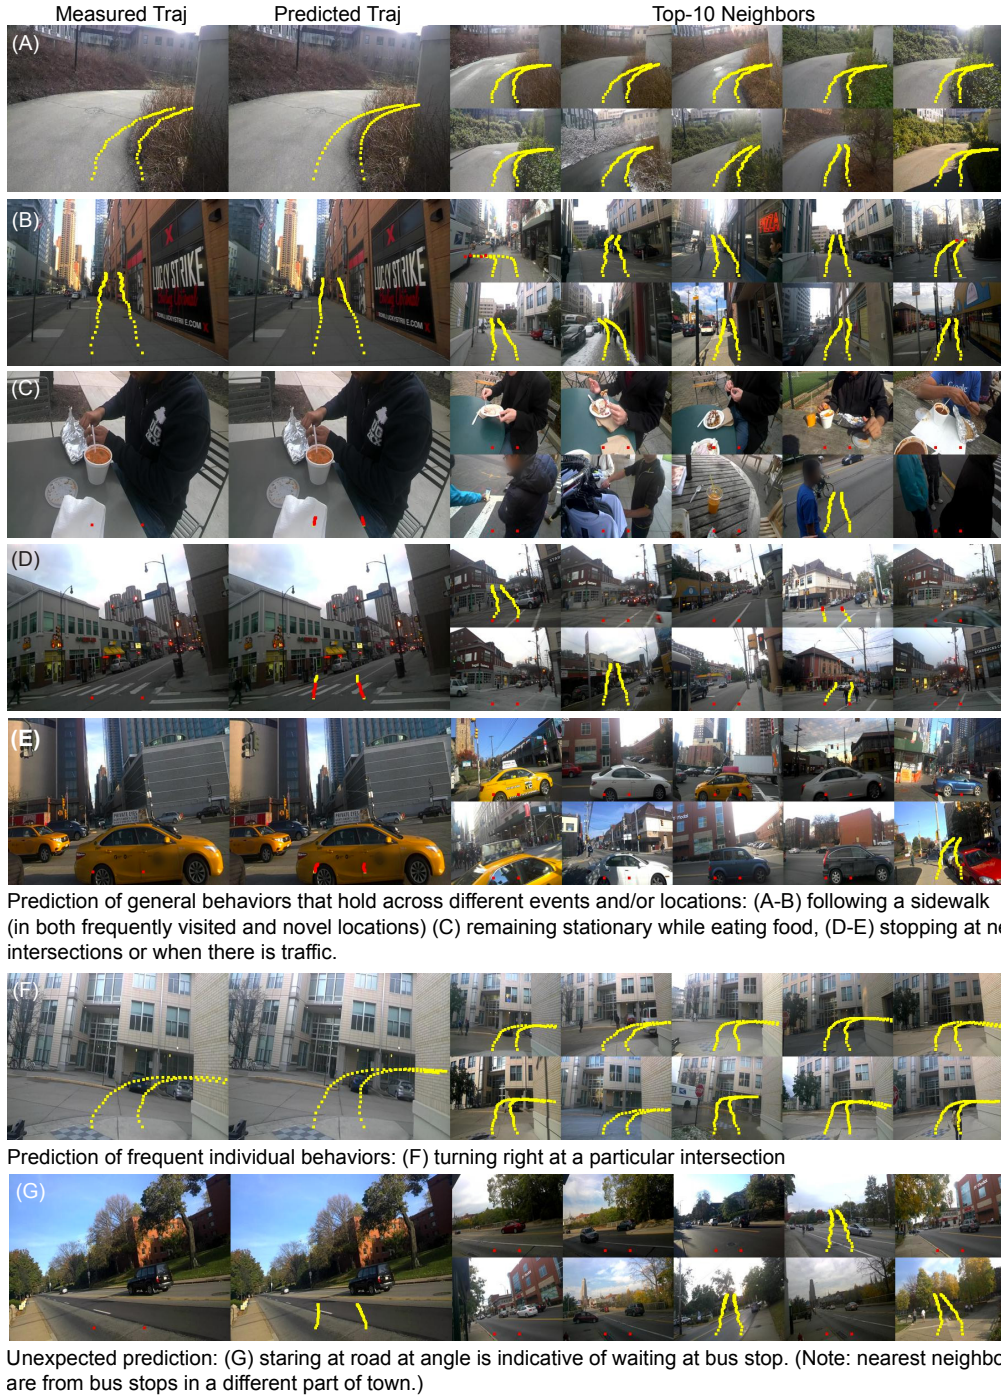 Measured Traj Predicted Traj Top-10 Neighbors
(A)
(B)
LUCKY STRIKE
LUCKY STRIKE
PIZZA
(C)
(D)
(E)
Prediction of general behaviors that hold across different events and/or locations: (A-B) following a sidewalk
(in both frequently visited and novel locations) (C) remaining stationary while eating food, (D-E) stopping at
intersections or when there is traffic.
(F)
Prediction of frequent individual behaviors: (F) turning right at a particular intersection
(G)
Unexpected prediction: (G) staring at road at angle is indicative of waiting at bus stop. (Note: nearest
are from bus stops in a different part of town.)